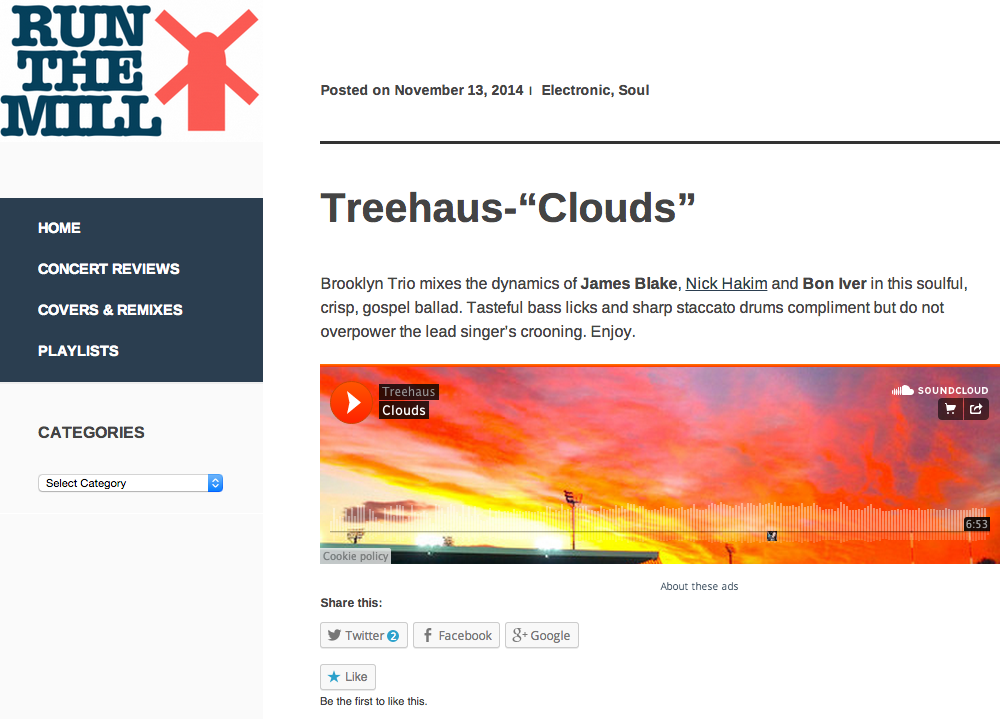 RUN
THE
MILL
Posted on November 13, 2014 | Electronic, Soul
HOME
CONCERT REVIEWS
COVERS & REMIXES
PLAYLISTS
CATEGORIES
Select Category
Treehaus-“Clouds”
Brooklyn Trio mixes the dynamics of James Blake, Nick Hakim and Bon Iver in this soulful,
crisp, gospel ballad. Tasteful bass licks and sharp staccato drums compliment but do not
overpower the lead singer's crooning. Enjoy.
Treehaus
Clouds
SOUNDCLOUD
6:53
Cookie policy
About these ads
Share this:
Twitter 2 Facebook g+ Google
Like
Be the first to like this.